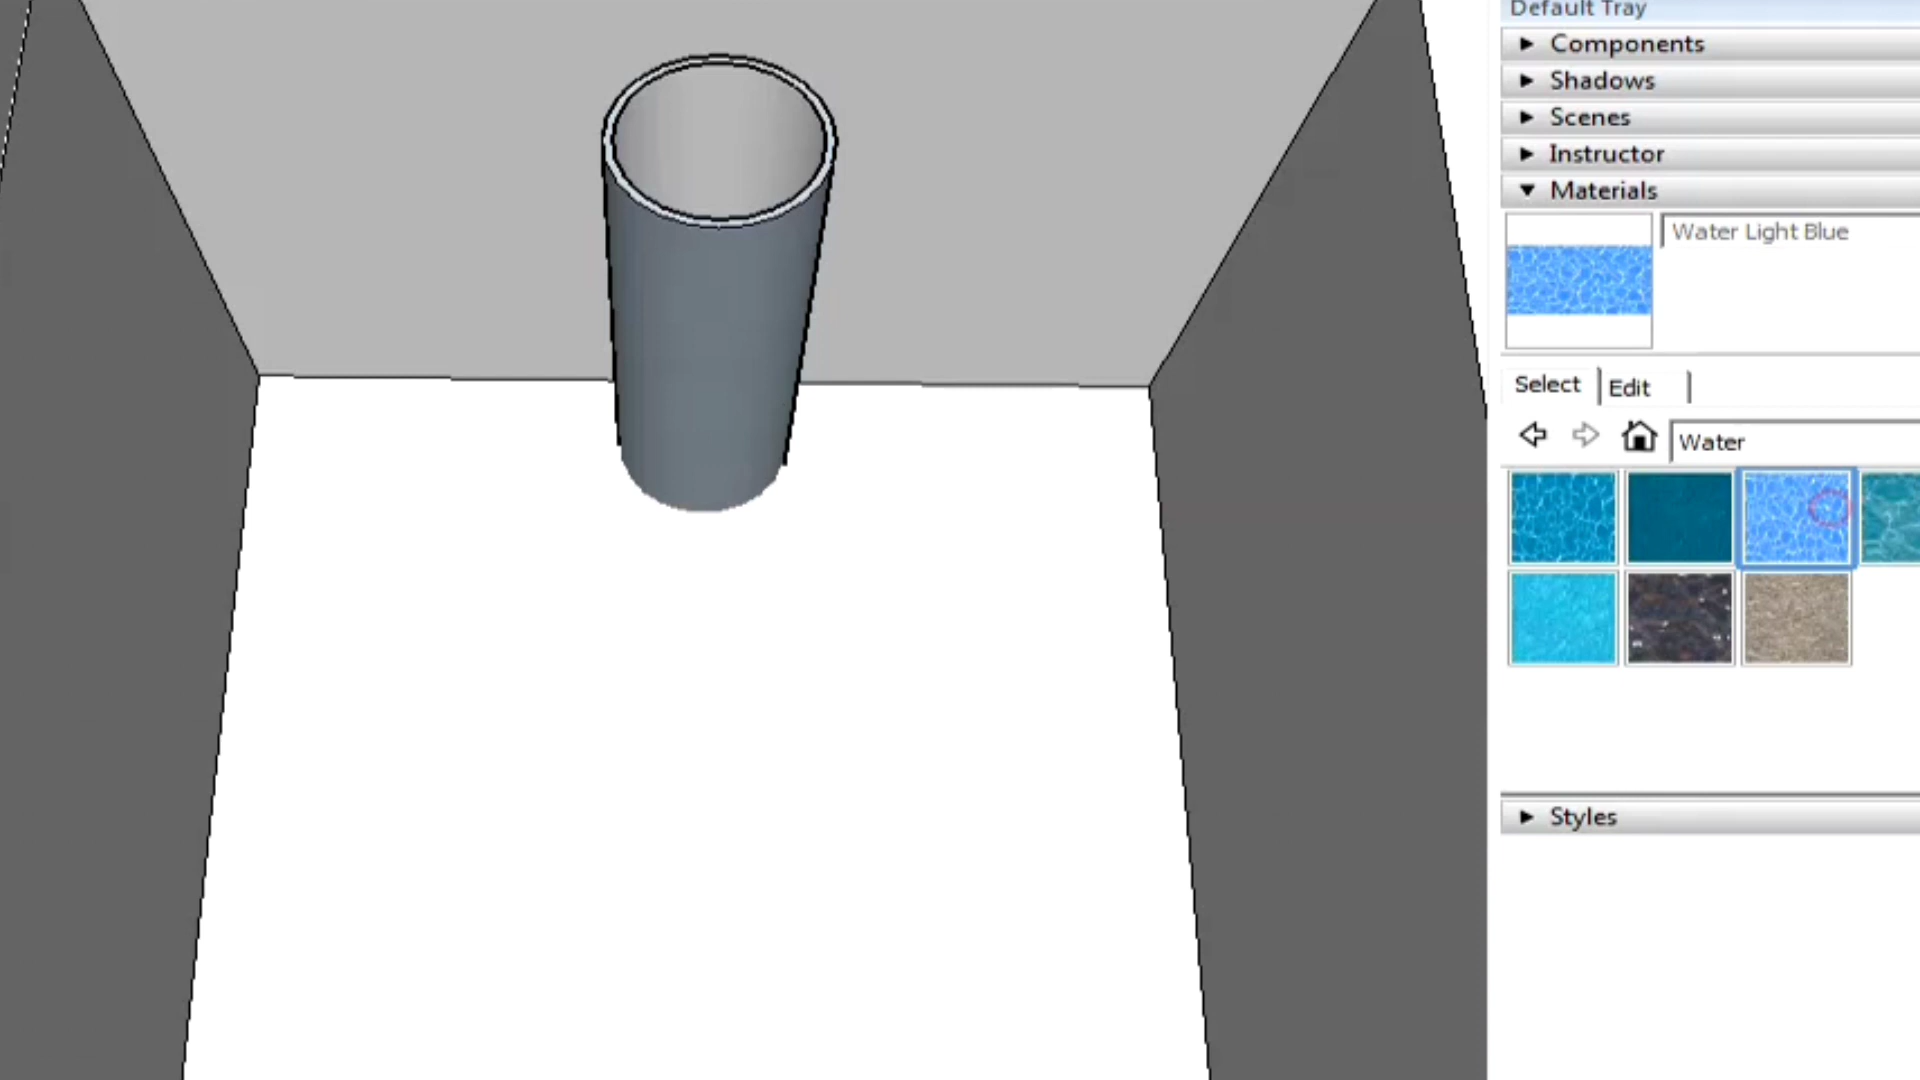 Default Tray
Components
Shadows
Scenes
Instructor
Materials
Water Light Blue
Select
Edit
Water
Styles